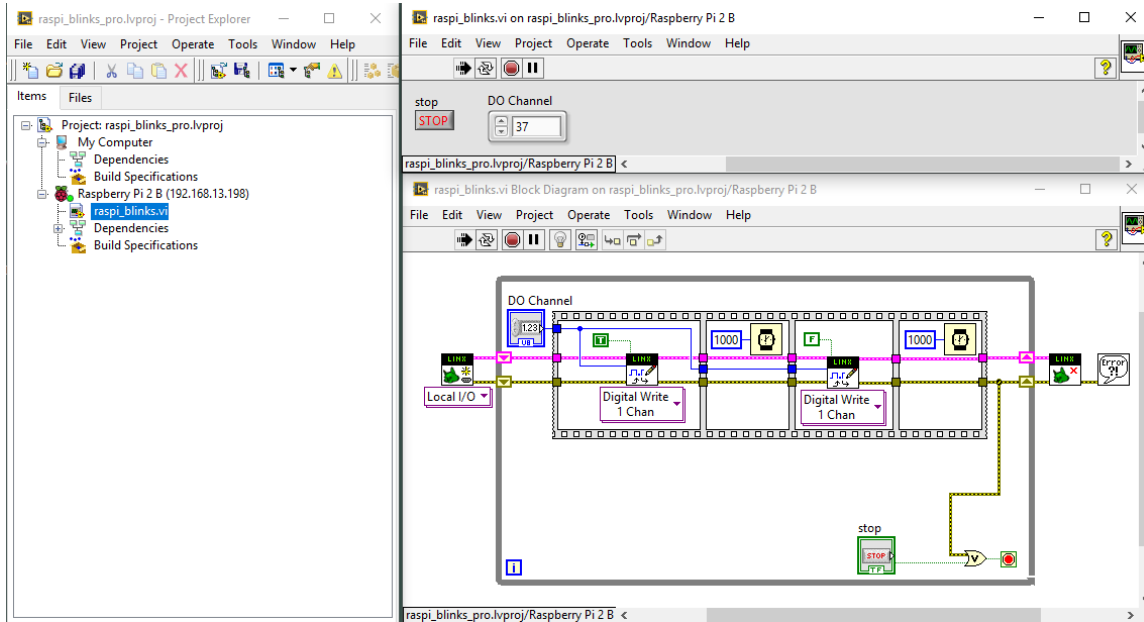 raspi_blinks_pro.lvproj - Project Explorer
File Edit View Project Operate Tools Window Help
Items Files
Project: raspi_blinks_pro.lvproj
My Computer
Dependencies
Build Specifications
Raspberry Pi 2 B (192.168.13.198)
raspi_blinks.vi
Dependencies
Build Specifications
raspi_blinks.vi on raspi_blinks_pro.lvproj/Raspberry Pi 2 B
File Edit View Project Operate Tools Window Help
stop DO Channel
STOP 37
raspi_blinks_pro.lvproj/Raspberry Pi 2 B
raspi_blinks.vi Block Diagram on raspi_blinks_pro.lvproj/Raspberry Pi 2 B
File Edit View Project Operate Tools Window Help
DO Channel
1.23
U8
T 1000 F 1000
LINX LINX LINX LINX
Error
?!
Local I/O
Digital Write
1 Chan
Digital Write
1 Chan
stop
STOP
TF
V
i
raspi_blinks_pro.lvproj/Raspberry Pi 2 B